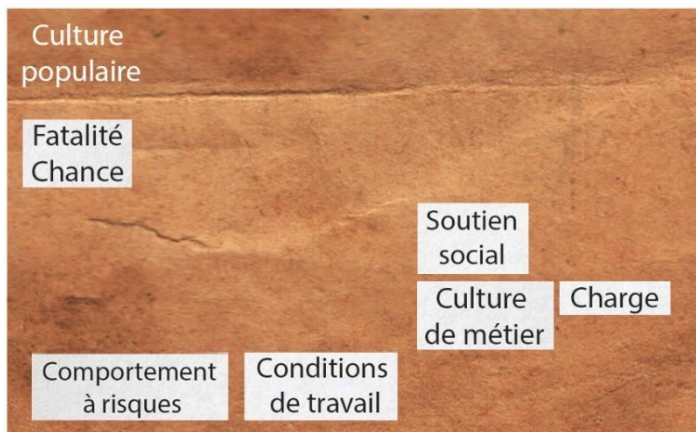 Culture
populaire
Fatalité
Chance
Soutien
social
Culture
de métier
Charge
Comportement
à risques
Conditions
de travail